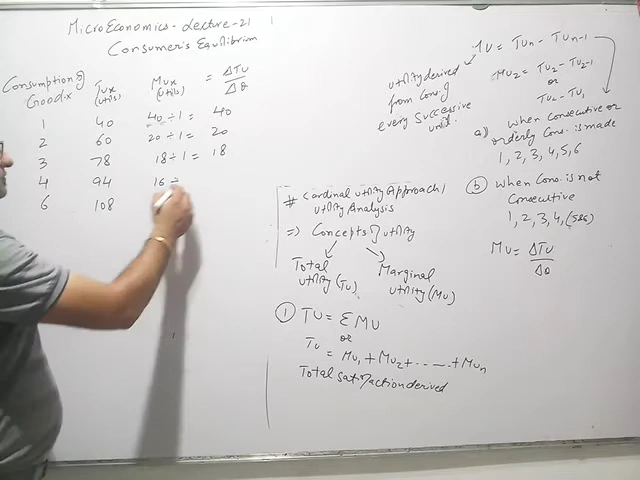 MicroEconomics - Lecture-21
Consumer's Equilibrium
Consumption of Good-x
TUx (utils)
MUx (utils)
= ΔTU / ΔQ
1 40 40 ÷ 1 = 40
2 60 20 ÷ 1 = 20
3 78 18 ÷ 1 = 18
4 94 16 ÷
6 108
# Cardinal utility Approach/
utility Analysis
=> Concepts of utility
Total utility (TU)
Marginal utility (MU)
① TU = ΣMU
or
TU = MU1 + MU2 + ...... + MUn
Total satisfaction derived
MU = TUn - TUn-1
MU2 = TU2 - TU2-1
or
TU2 - TU1
utility derived
from Cons. of
every Successive
unit.
a) when consecutive or
orderly Cons. is made
1, 2, 3, 4, 5, 6
ⓑ when Cons. is not
Consecutive
1, 2, 3, 4, (5&6)
MU = ΔTU / ΔQ